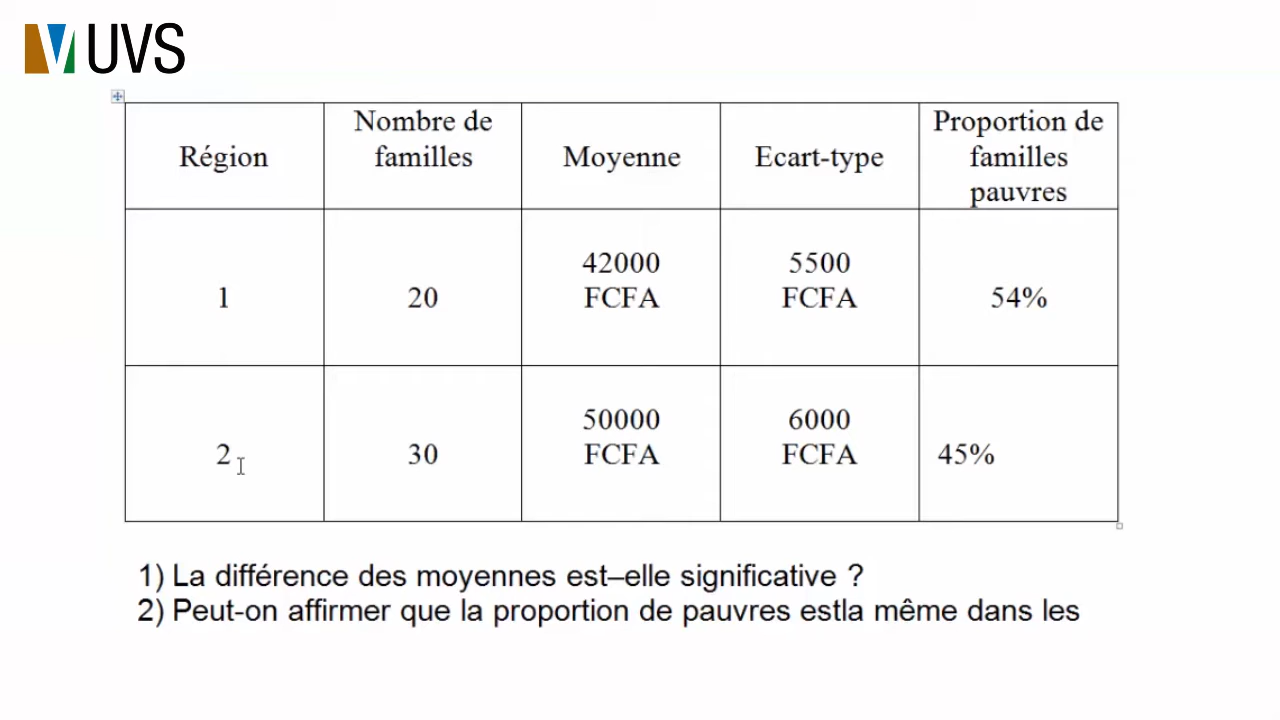 UVS
Région
Nombre de
familles
Moyenne
Ecart-type
Proportion de
familles
pauvres
1
20
42000
FCFA
5500
FCFA
54%
2
30
50000
FCFA
6000
FCFA
45%
1) La différence des moyennes est–elle significative ?
2) Peut-on affirmer que la proportion de pauvres estla même dans les